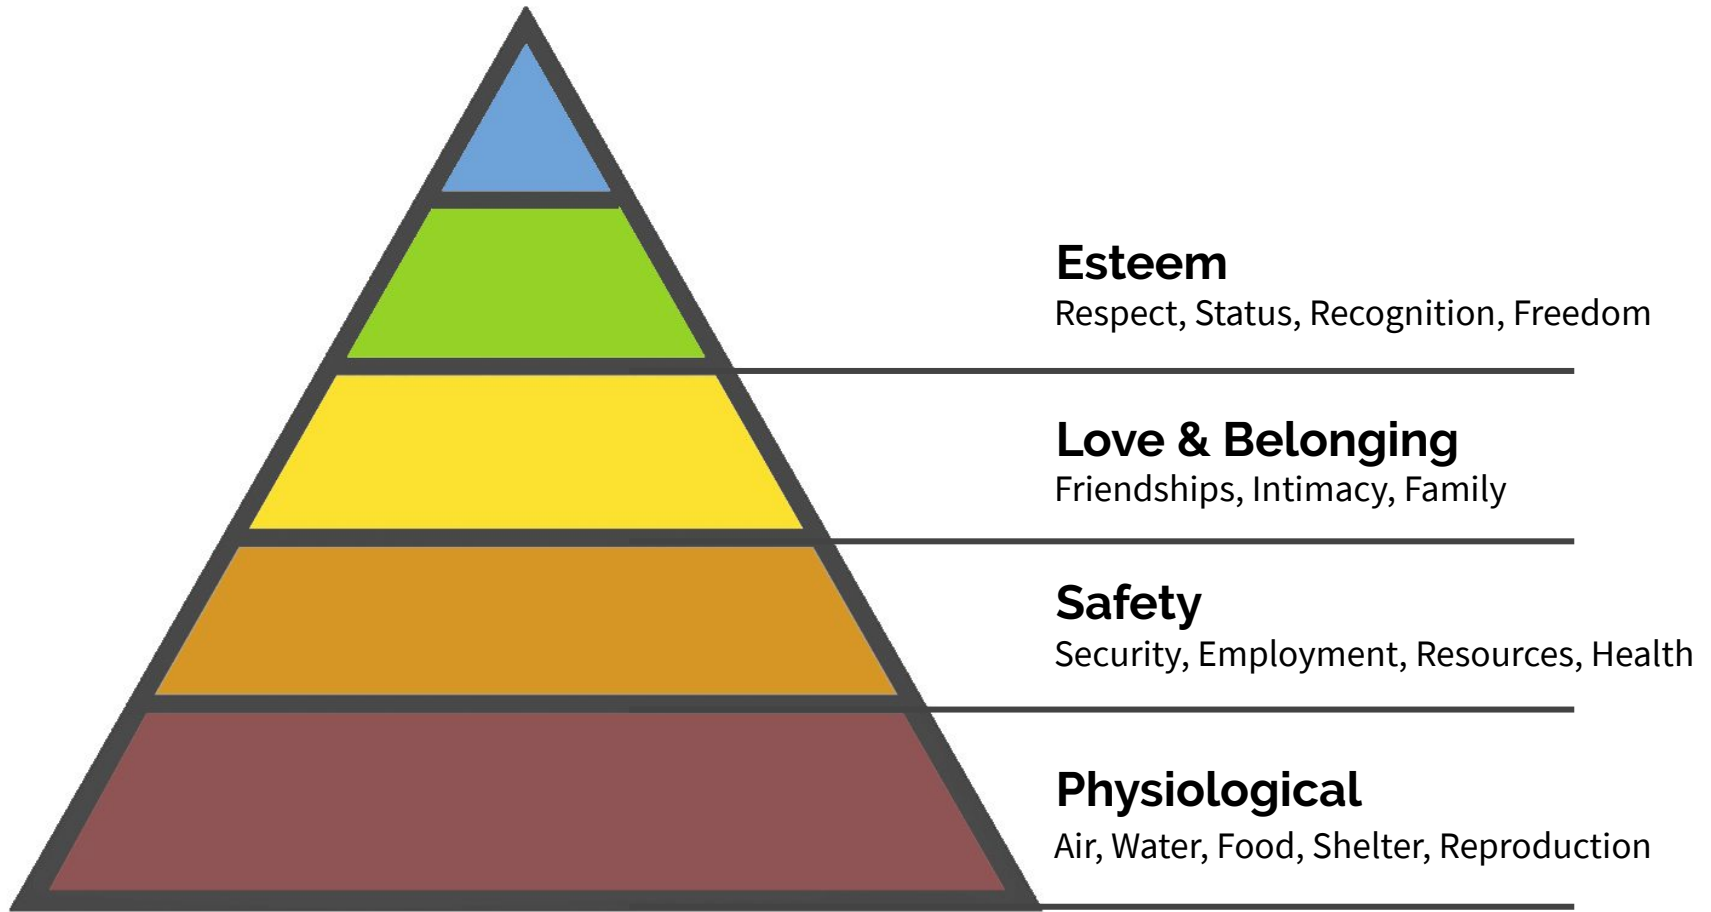 Esteem
Respect, Status, Recognition, Freedom
Love & Belonging
Friendships, Intimacy, Family
Safety
Security, Employment, Resources, Health
Physiological
Air, Water, Food, Shelter, Reproduction